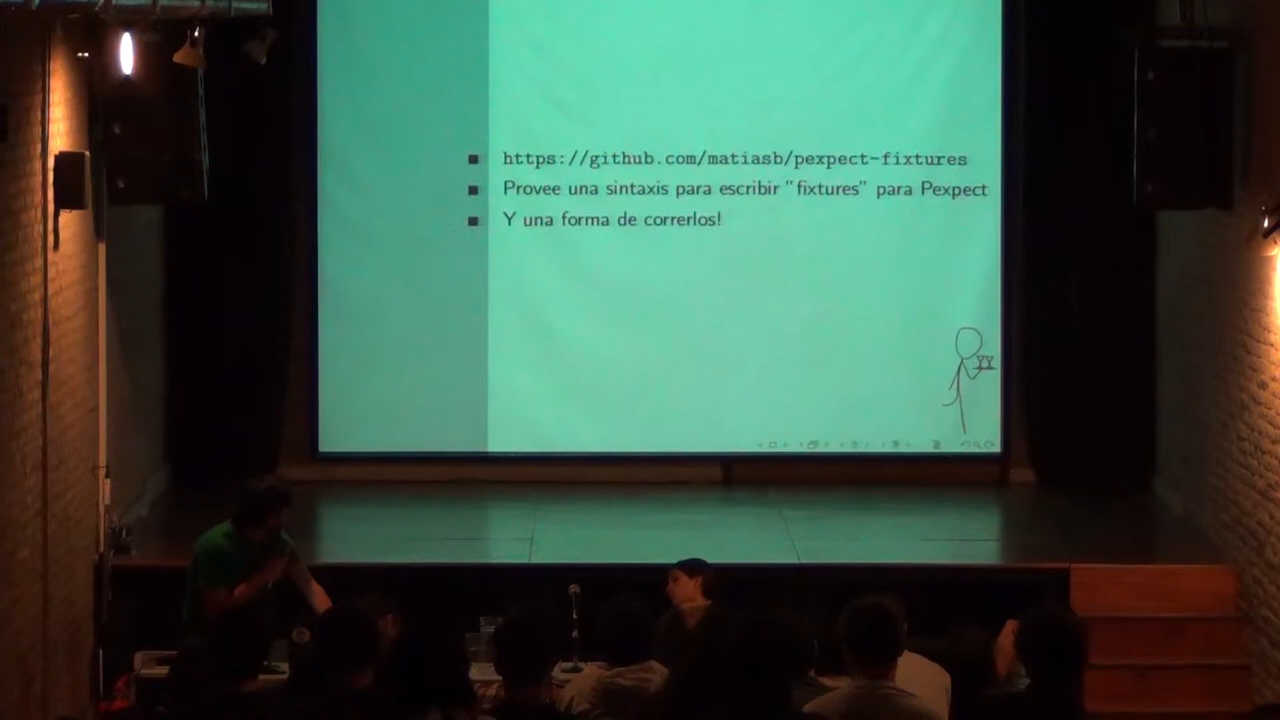 https://github.com/matiasb/pexpect-fixtures
Provee una sintaxis para escribir "fixtures" para Pexpect
Y una forma de correrlos!